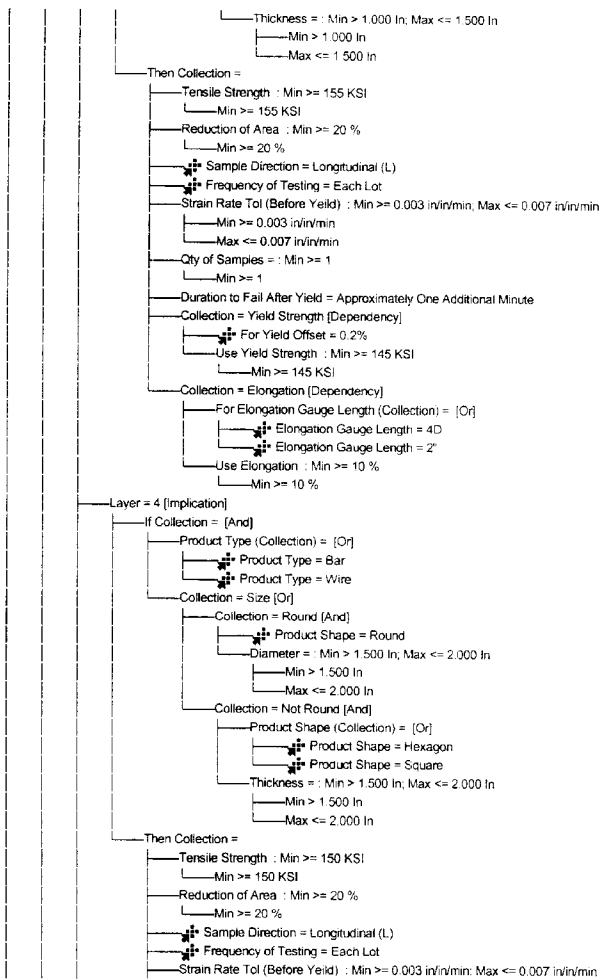 Thickness = : Min > 1.000 In; Max <= 1.500 In
Min > 1.000 In
Max <= 1 500 In
Then Collection =
Tensile Strength : Min >= 155 KSI
Min >= 155 KSI
Reduction of Area : Min >= 20 %
Min >= 20 %
Sample Direction = Longitudinal (L)
Frequency of Testing = Each Lot
Strain Rate Tol (Before Yeild) : Min >= 0.003 in/in/min; Max <= 0.007 in/in/min
Min >= 0.003 in/in/min
Max <= 0.007 in/in/min
Qty of Samples = : Min >= 1
Min >= 1
Duration to Fail After Yield = Approximately One Additional Minute
Collection = Yield Strength [Dependency]
For Yield Offset = 0.2%
Use Yield Strength : Min >= 145 KSI
Min >= 145 KSI
Collection = Elongation [Dependency]
For Elongation Gauge Length (Collection) = [Or]
Elongation Gauge Length = 4D
Elongation Gauge Length = 2"
Use Elongation : Min >= 10 %
Min >= 10 %
Layer = 4 [Implication]
If Collection = [And]
Product Type (Collection) = [Or]
Product Type = Bar
Product Type = Wire
Collection = Size [Or]
Collection = Round [And]
Product Shape = Round
Diameter = : Min > 1.500 In; Max <= 2.000 In
Min > 1.500 In
Max <= 2.000 In
Collection = Not Round [And]
Product Shape (Collection) = [Or]
Product Shape = Hexagon
Product Shape = Square
Thickness = : Min > 1.500 In; Max <= 2.000 In
Min > 1 500 In
Max <= 2.000 In
Then Collection =
Tensile Strength : Min >= 150 KSI
Min >= 150 KSI
Reduction of Area : Min >= 20 %
Min >= 20 %
Sample Direction = Longitudinal (L)
Frequency of Testing = Each Lot
Strain Rate Tol (Before Yeild) : Min >= 0.003 in/in/min: Max <= 0.007 in/in/min